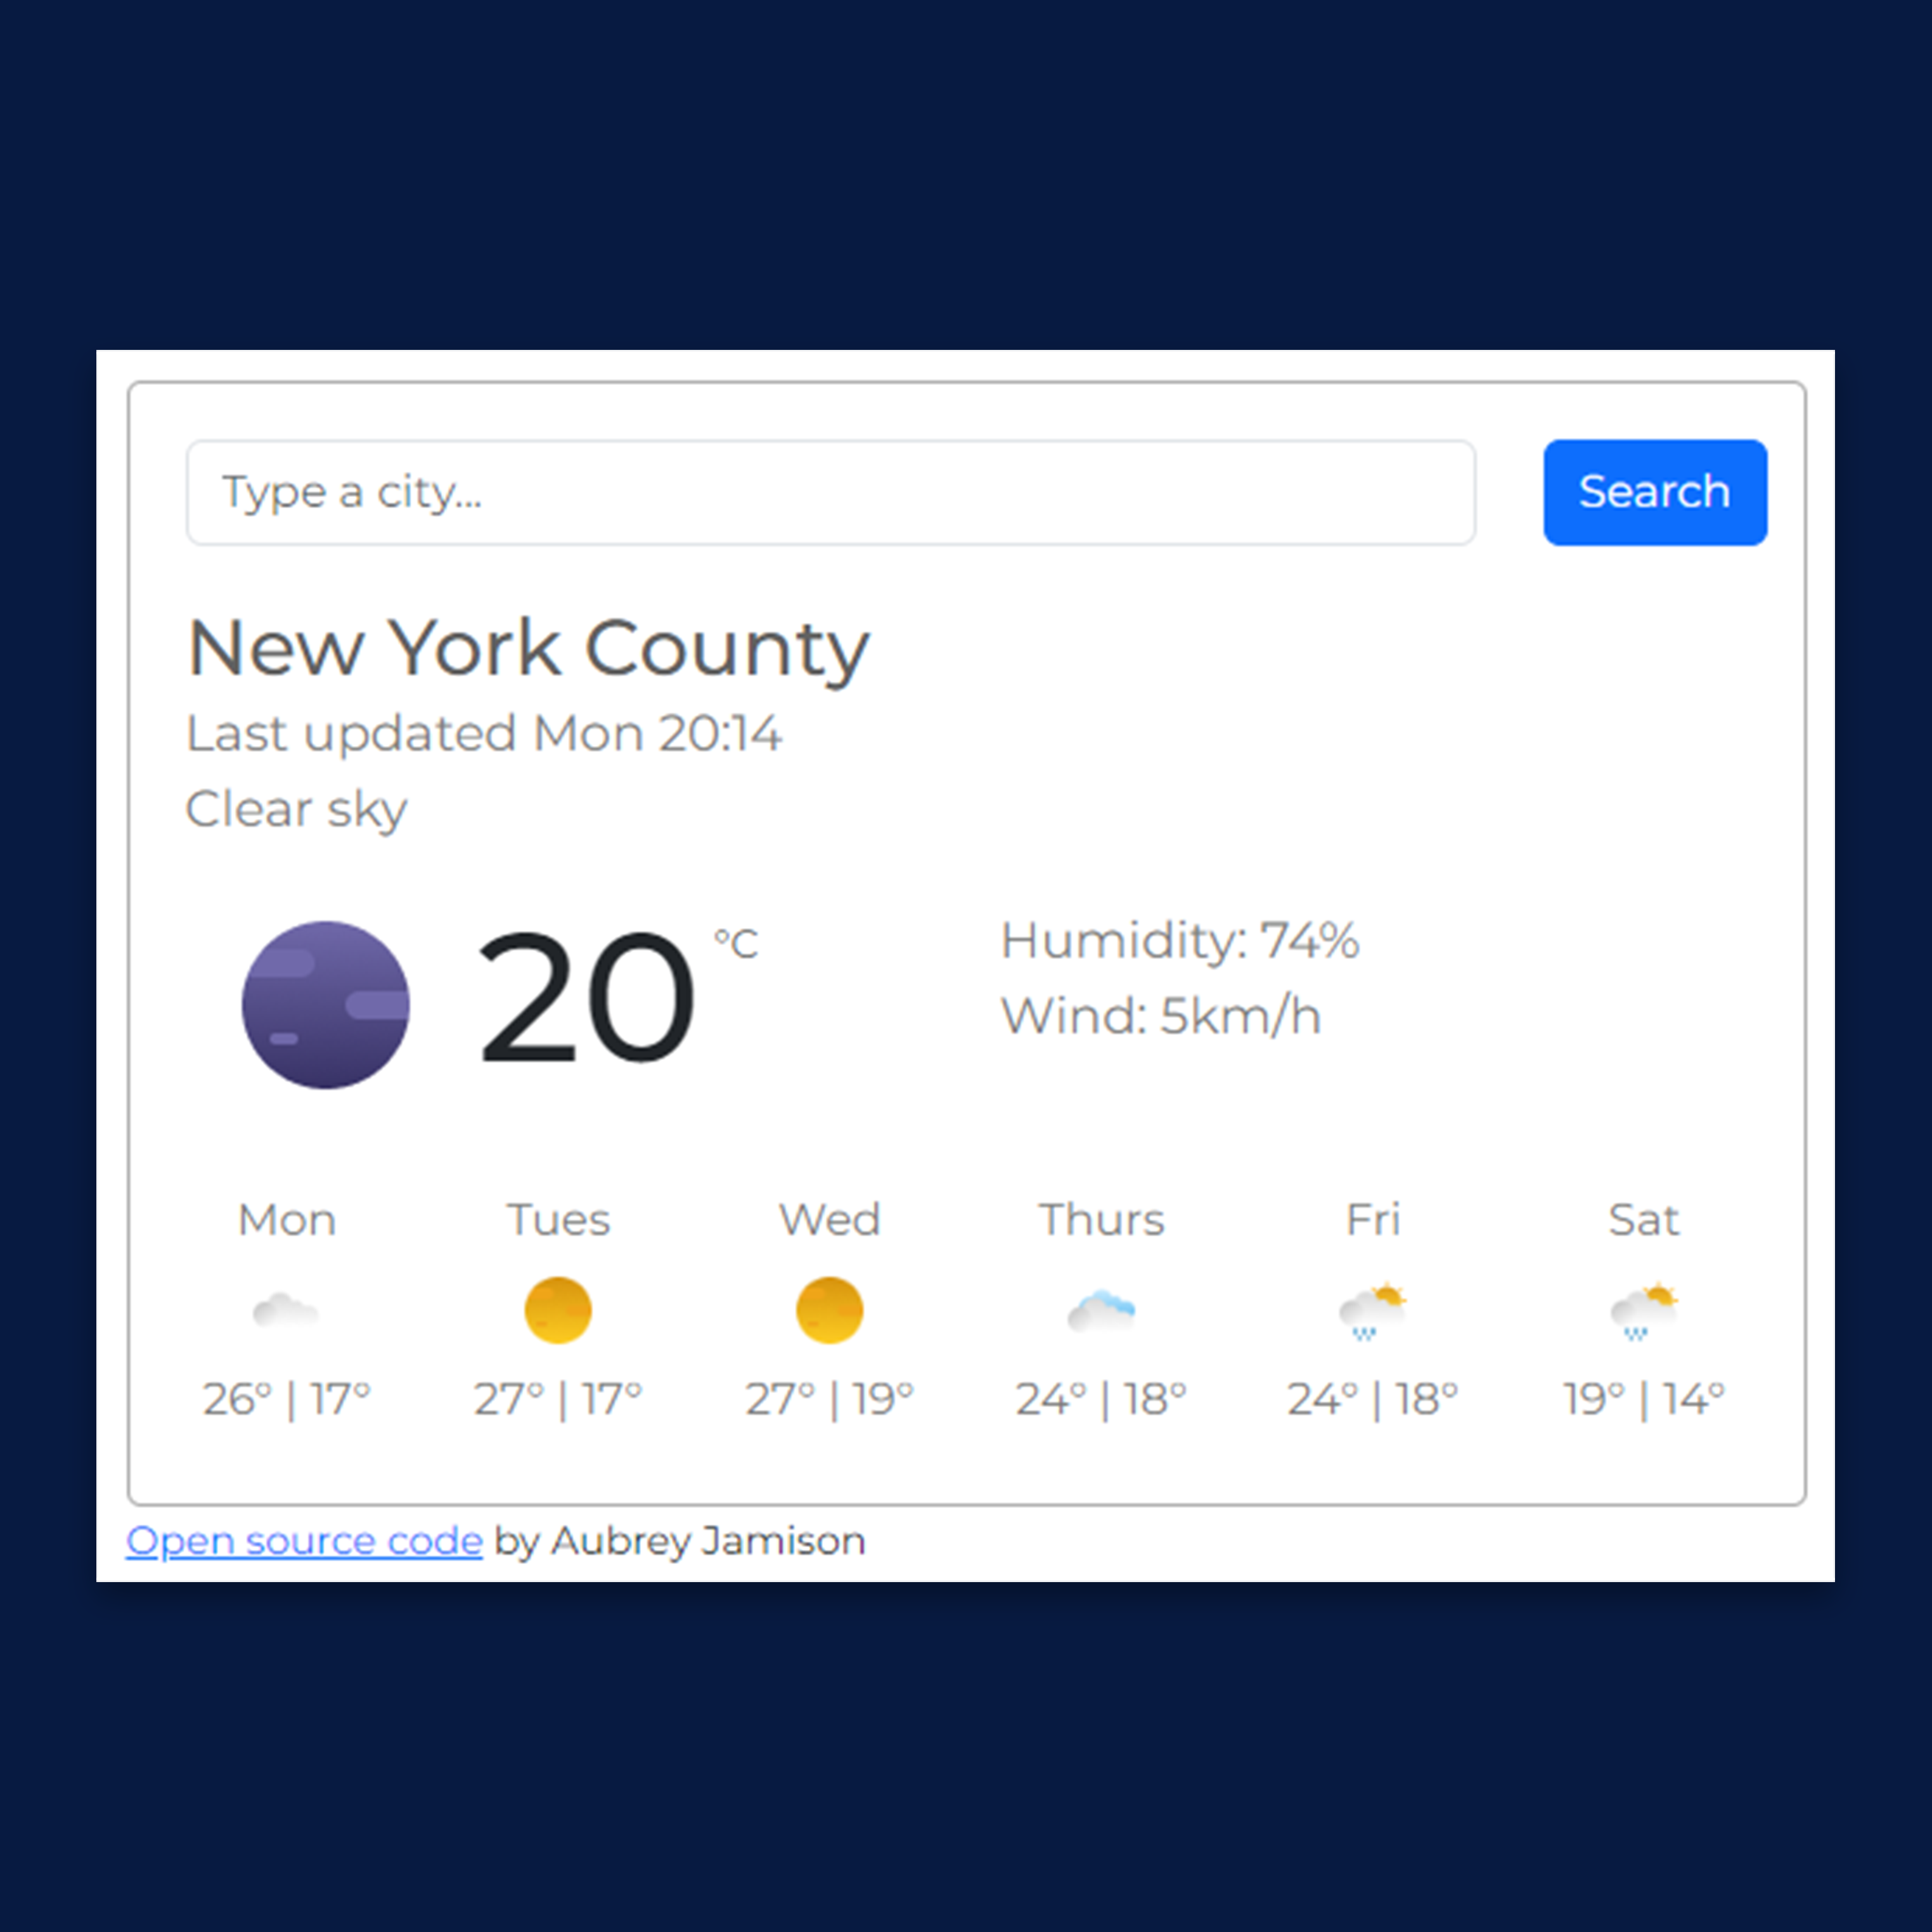 Type a city...
Search
New York County
Last updated Mon 20:14
Clear sky
20 °C
Humidity: 74%
Wind: 5km/h
Mon Tues Wed Thurs Fri Sat
26° | 17° 27° | 17° 27° | 19° 24° | 18° 24° | 18° 19° | 14°
Open source code by Aubrey Jamison